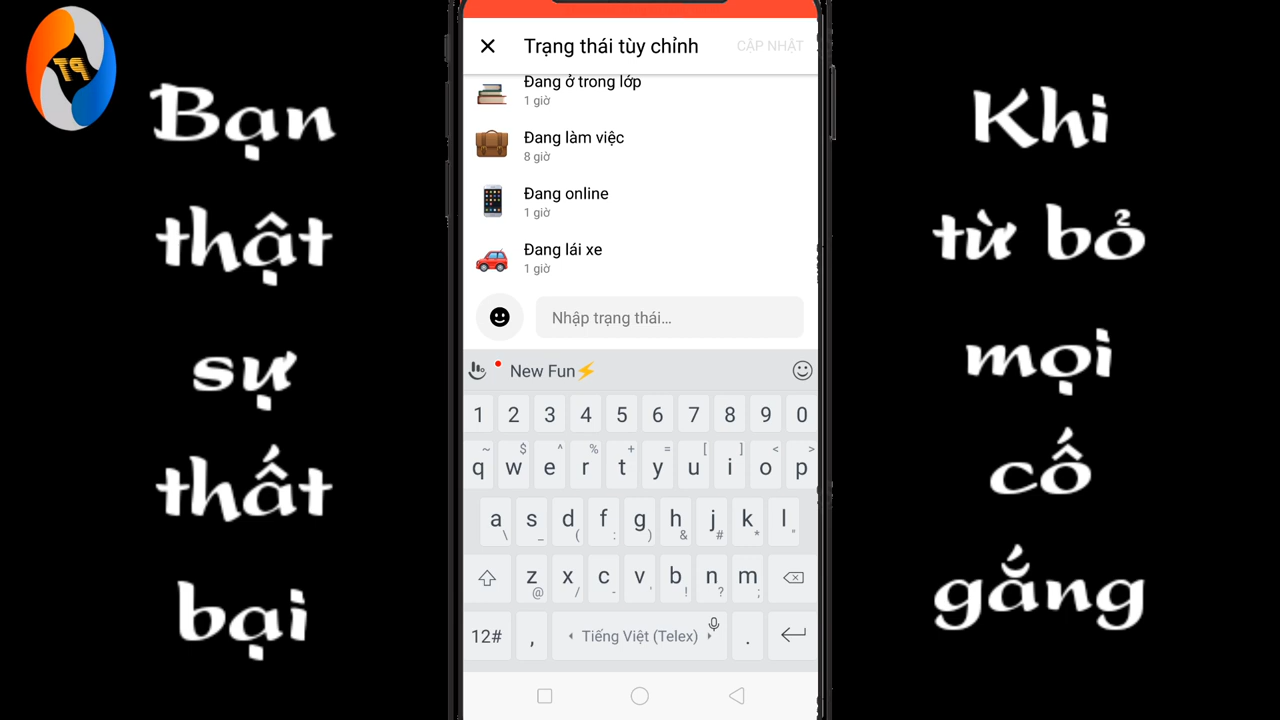 PT
Bạn
thật
sự
thất
bại
Trạng thái tùy chỉnh
CẬP NHẬT
Đang ở trong lớp
1 giờ
Đang làm việc
8 giờ
Đang online
1 giờ
Đang lái xe
1 giờ
Nhập trạng thái...
New Fun⚡
1 2 3 4 5 6 7 8 9 0
~ $ ^ % + = [ ] < >
q w e r t y u i o p
a s d f g h j k l
\ _ ( : ) & # * "
z x c v b n m
@ / - ' ! ? ;
12# , Tiếng Việt (Telex) .
Khi
từ bỏ
mọi
cố
gắng